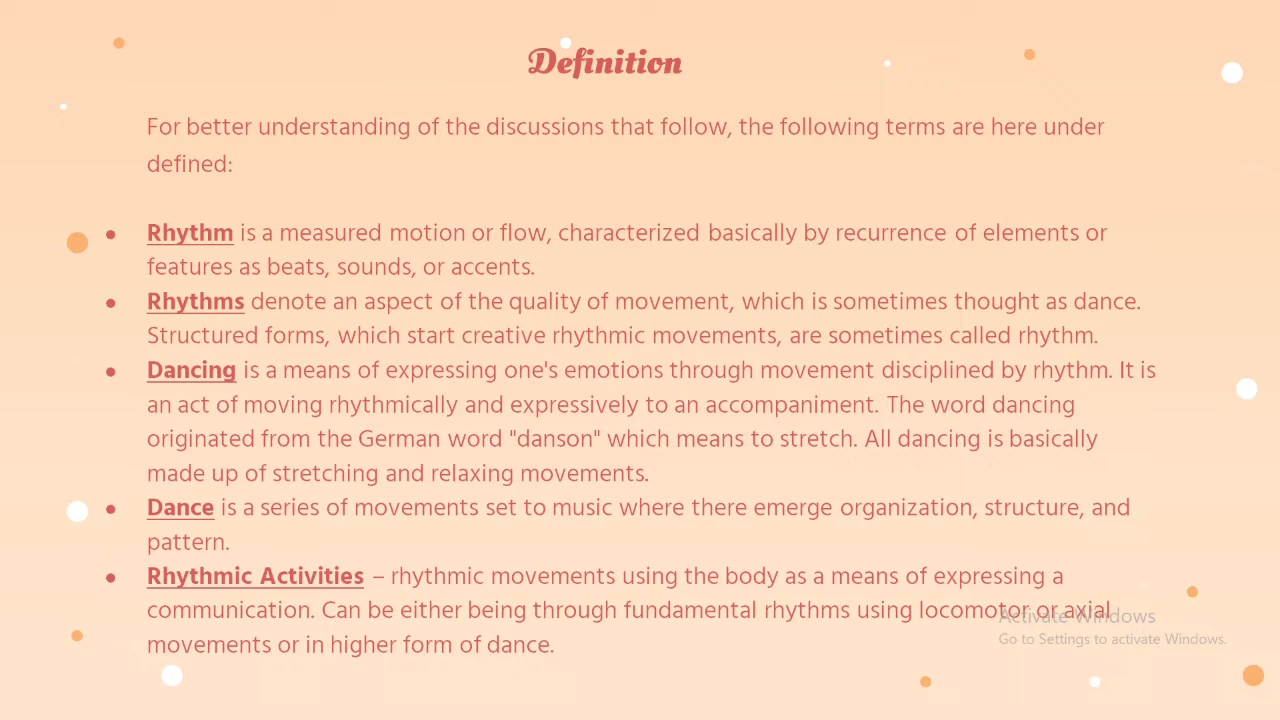 Definition
For better understanding of the discussions that follow, the following terms are here under
defined:
● Rhythm is a measured motion or flow, characterized basically by recurrence of elements or
features as beats, sounds, or accents.
● Rhythms denote an aspect of the quality of movement, which is sometimes thought as dance.
Structured forms, which start creative rhythmic movements, are sometimes called rhythm.
● Dancing is a means of expressing one's emotions through movement disciplined by rhythm. It is
an act of moving rhythmically and expressively to an accompaniment. The word dancing
originated from the German word "danson" which means to stretch. All dancing is basically
made up of stretching and relaxing movements.
● Dance is a series of movements set to music where there emerge organization, structure, and
pattern.
● Rhythmic Activities – rhythmic movements using the body as a means of expressing a
communication. Can be either being through fundamental rhythms using locomotor or axial
movements or in higher form of dance.
Activate Windows
Go to Settings to activate Windows.